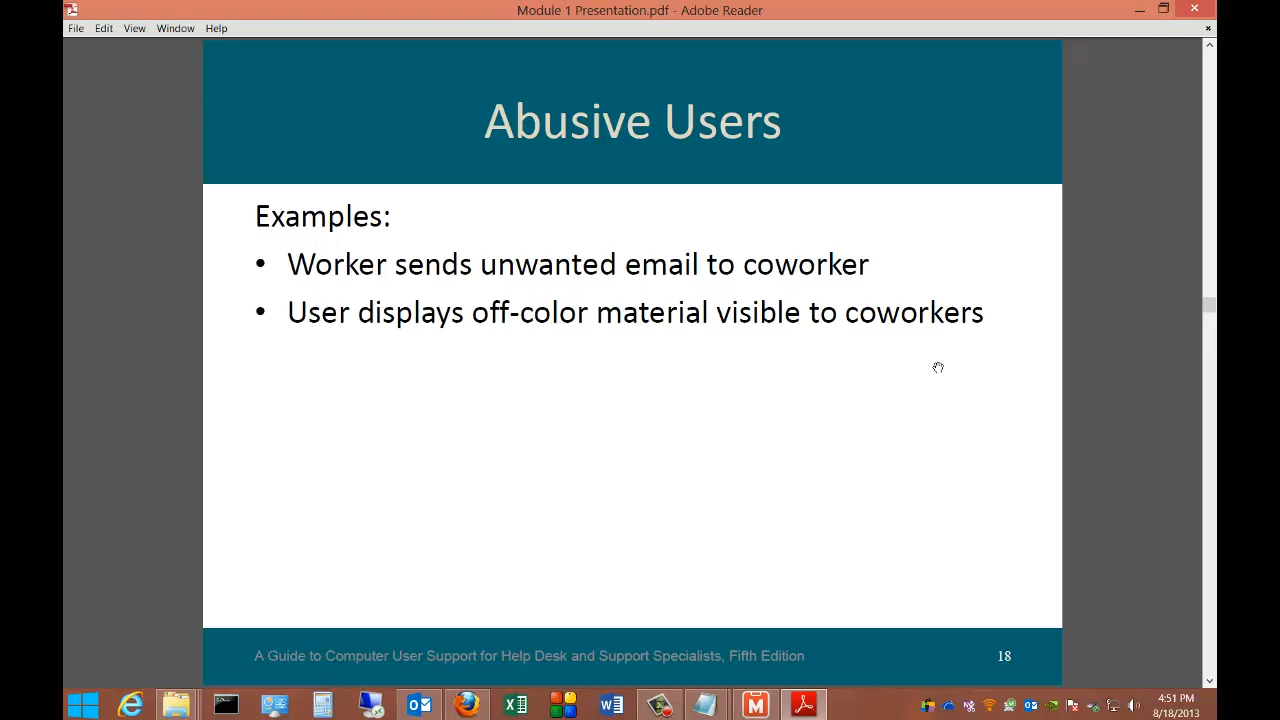 Module 1 Presentation.pdf - Adobe Reader
File Edit View Window Help
Abusive Users
Examples:
• Worker sends unwanted email to coworker
• User displays off-color material visible to coworkers
A Guide to Computer User Support for Help Desk and Support Specialists, Fifth Edition 18
4:51 PM
8/18/2013